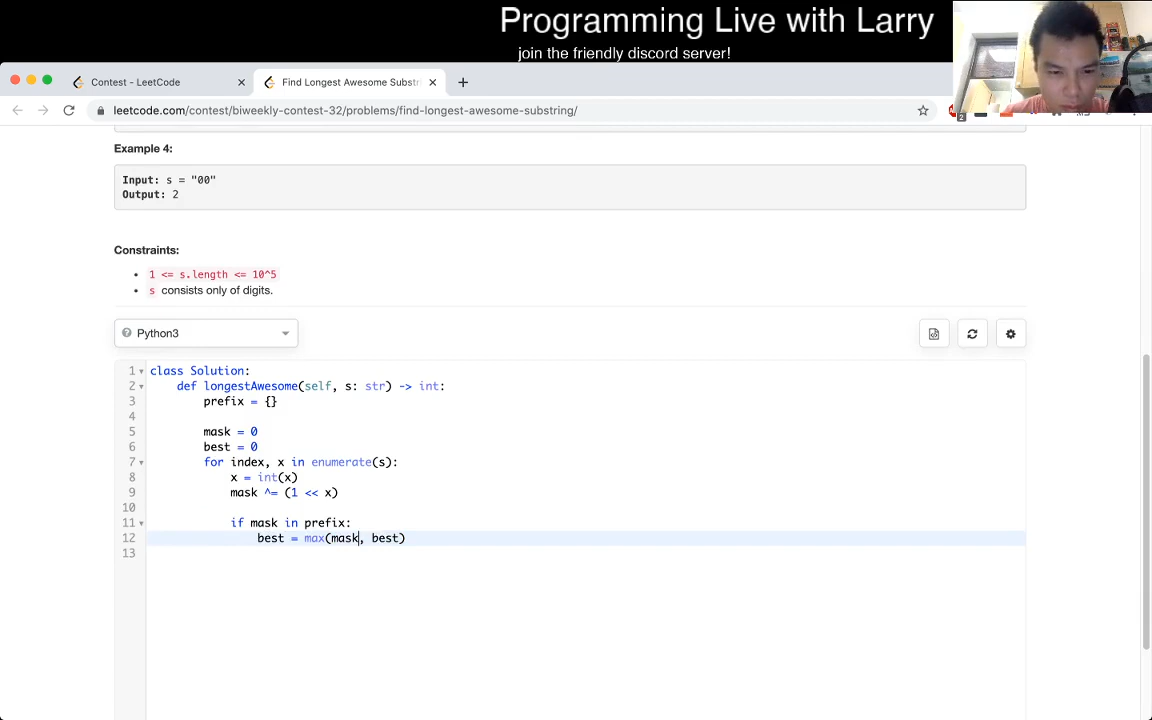 Programming Live with Larry
join the friendly discord server!
Contest - LeetCode
Find Longest Awesome Substri
leetcode.com/contest/biweekly-contest-32/problems/find-longest-awesome-substring/
2
Example 4:
Input: s = "00"
Output: 2
Constraints:
1 <= s.length <= 10^5
s consists only of digits.
Python3
1 class Solution:
2 def longestAwesome(self, s: str) -> int:
3 prefix = {}
4
5 mask = 0
6 best = 0
7 for index, x in enumerate(s):
8 x = int(x)
9 mask ^= (1 << x)
10
11 if mask in prefix:
12 best = max(mask, best)
13